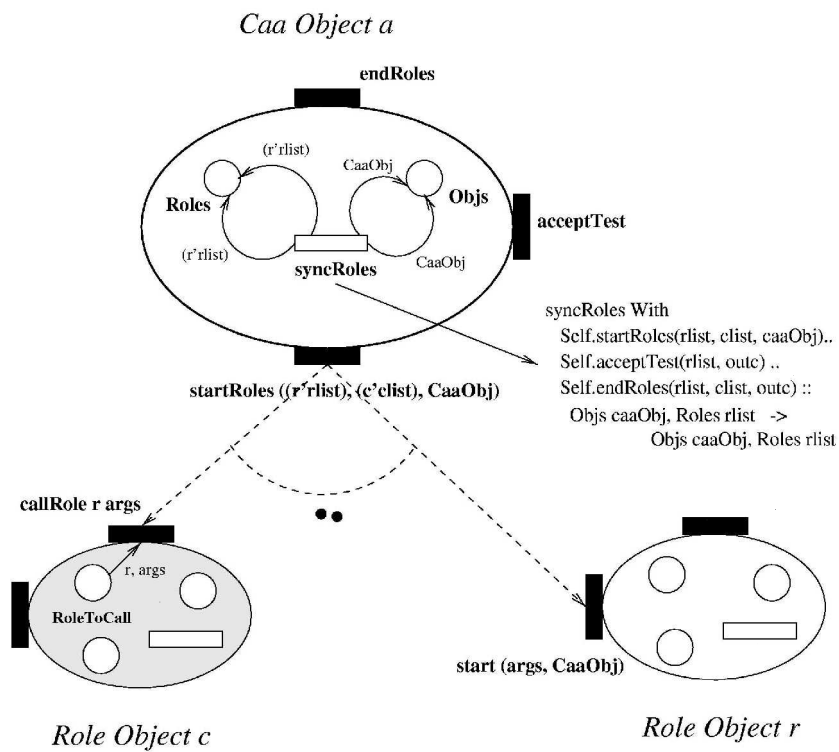 Caa Object a
endRoles
(r'rlist)
CaaObj
Roles
Objs
acceptTest
(r'rlist)
CaaObj
syncRoles
syncRoles With
Self.startRoles(rlist, clist, caaObj)..
Self.acceptTest(rlist, outc) ..
Self.endRoles(rlist, clist, outc) ::
Objs caaObj, Roles rlist ->
Objs caaObj, Roles rlist
startRoles ((r'rlist), (c'clist), CaaObj)
callRole r args
r, args
RoleToCall
start (args, CaaObj)
Role Object c
Role Object r